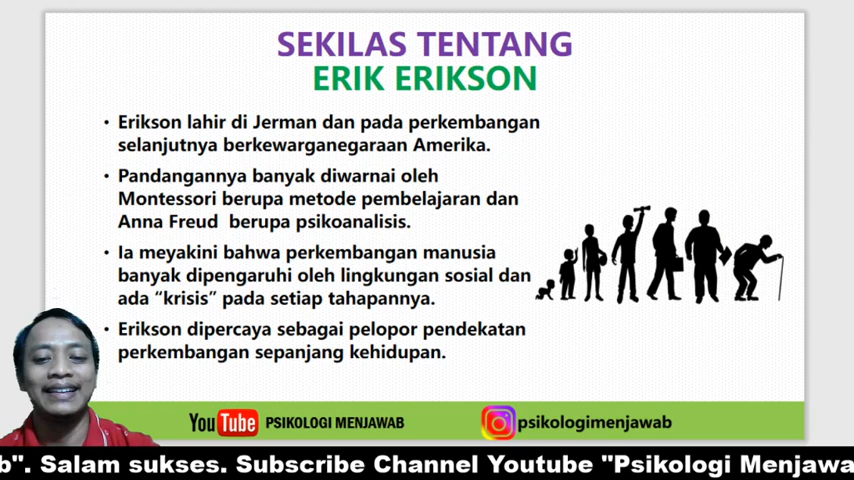 SEKILAS TENTANG
ERIK ERIKSON
• Erikson lahir di Jerman dan pada perkembangan
selanjutnya berkewarganegaraan Amerika.
• Pandangannya banyak diwarnai oleh
Montessori berupa metode pembelajaran dan
Anna Freud berupa psikoanalisis.
• Ia meyakini bahwa perkembangan manusia
banyak dipengaruhi oleh lingkungan sosial dan
ada “krisis” pada setiap tahapannya.
• Erikson dipercaya sebagai pelopor pendekatan
perkembangan sepanjang kehidupan.
YouTube PSIKOLOGI MENJAWAB psikologimenjawab
b". Salam sukses. Subscribe Channel Youtube "Psikologi Menjawa